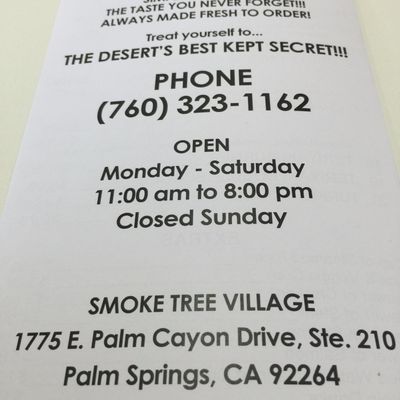 THE TASTE YOU NEVER FORGET!!!
ALWAYS MADE FRESH TO ORDER!
Treat yourself to...
THE DESERT'S BEST KEPT SECRET!!!
PHONE
(760) 323-1162
OPEN
Monday - Saturday
11:00 am to 8:00 pm
Closed Sunday
SMOKE TREE VILLAGE
1775 E. Palm Cayon Drive, Ste. 210
Palm Springs, CA 92264